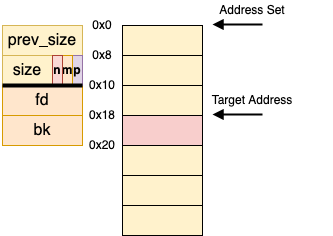 Address Set
0x0
prev_size
0x8
size n m p
0x10
fd
0x18
Target Address
bk
0x20